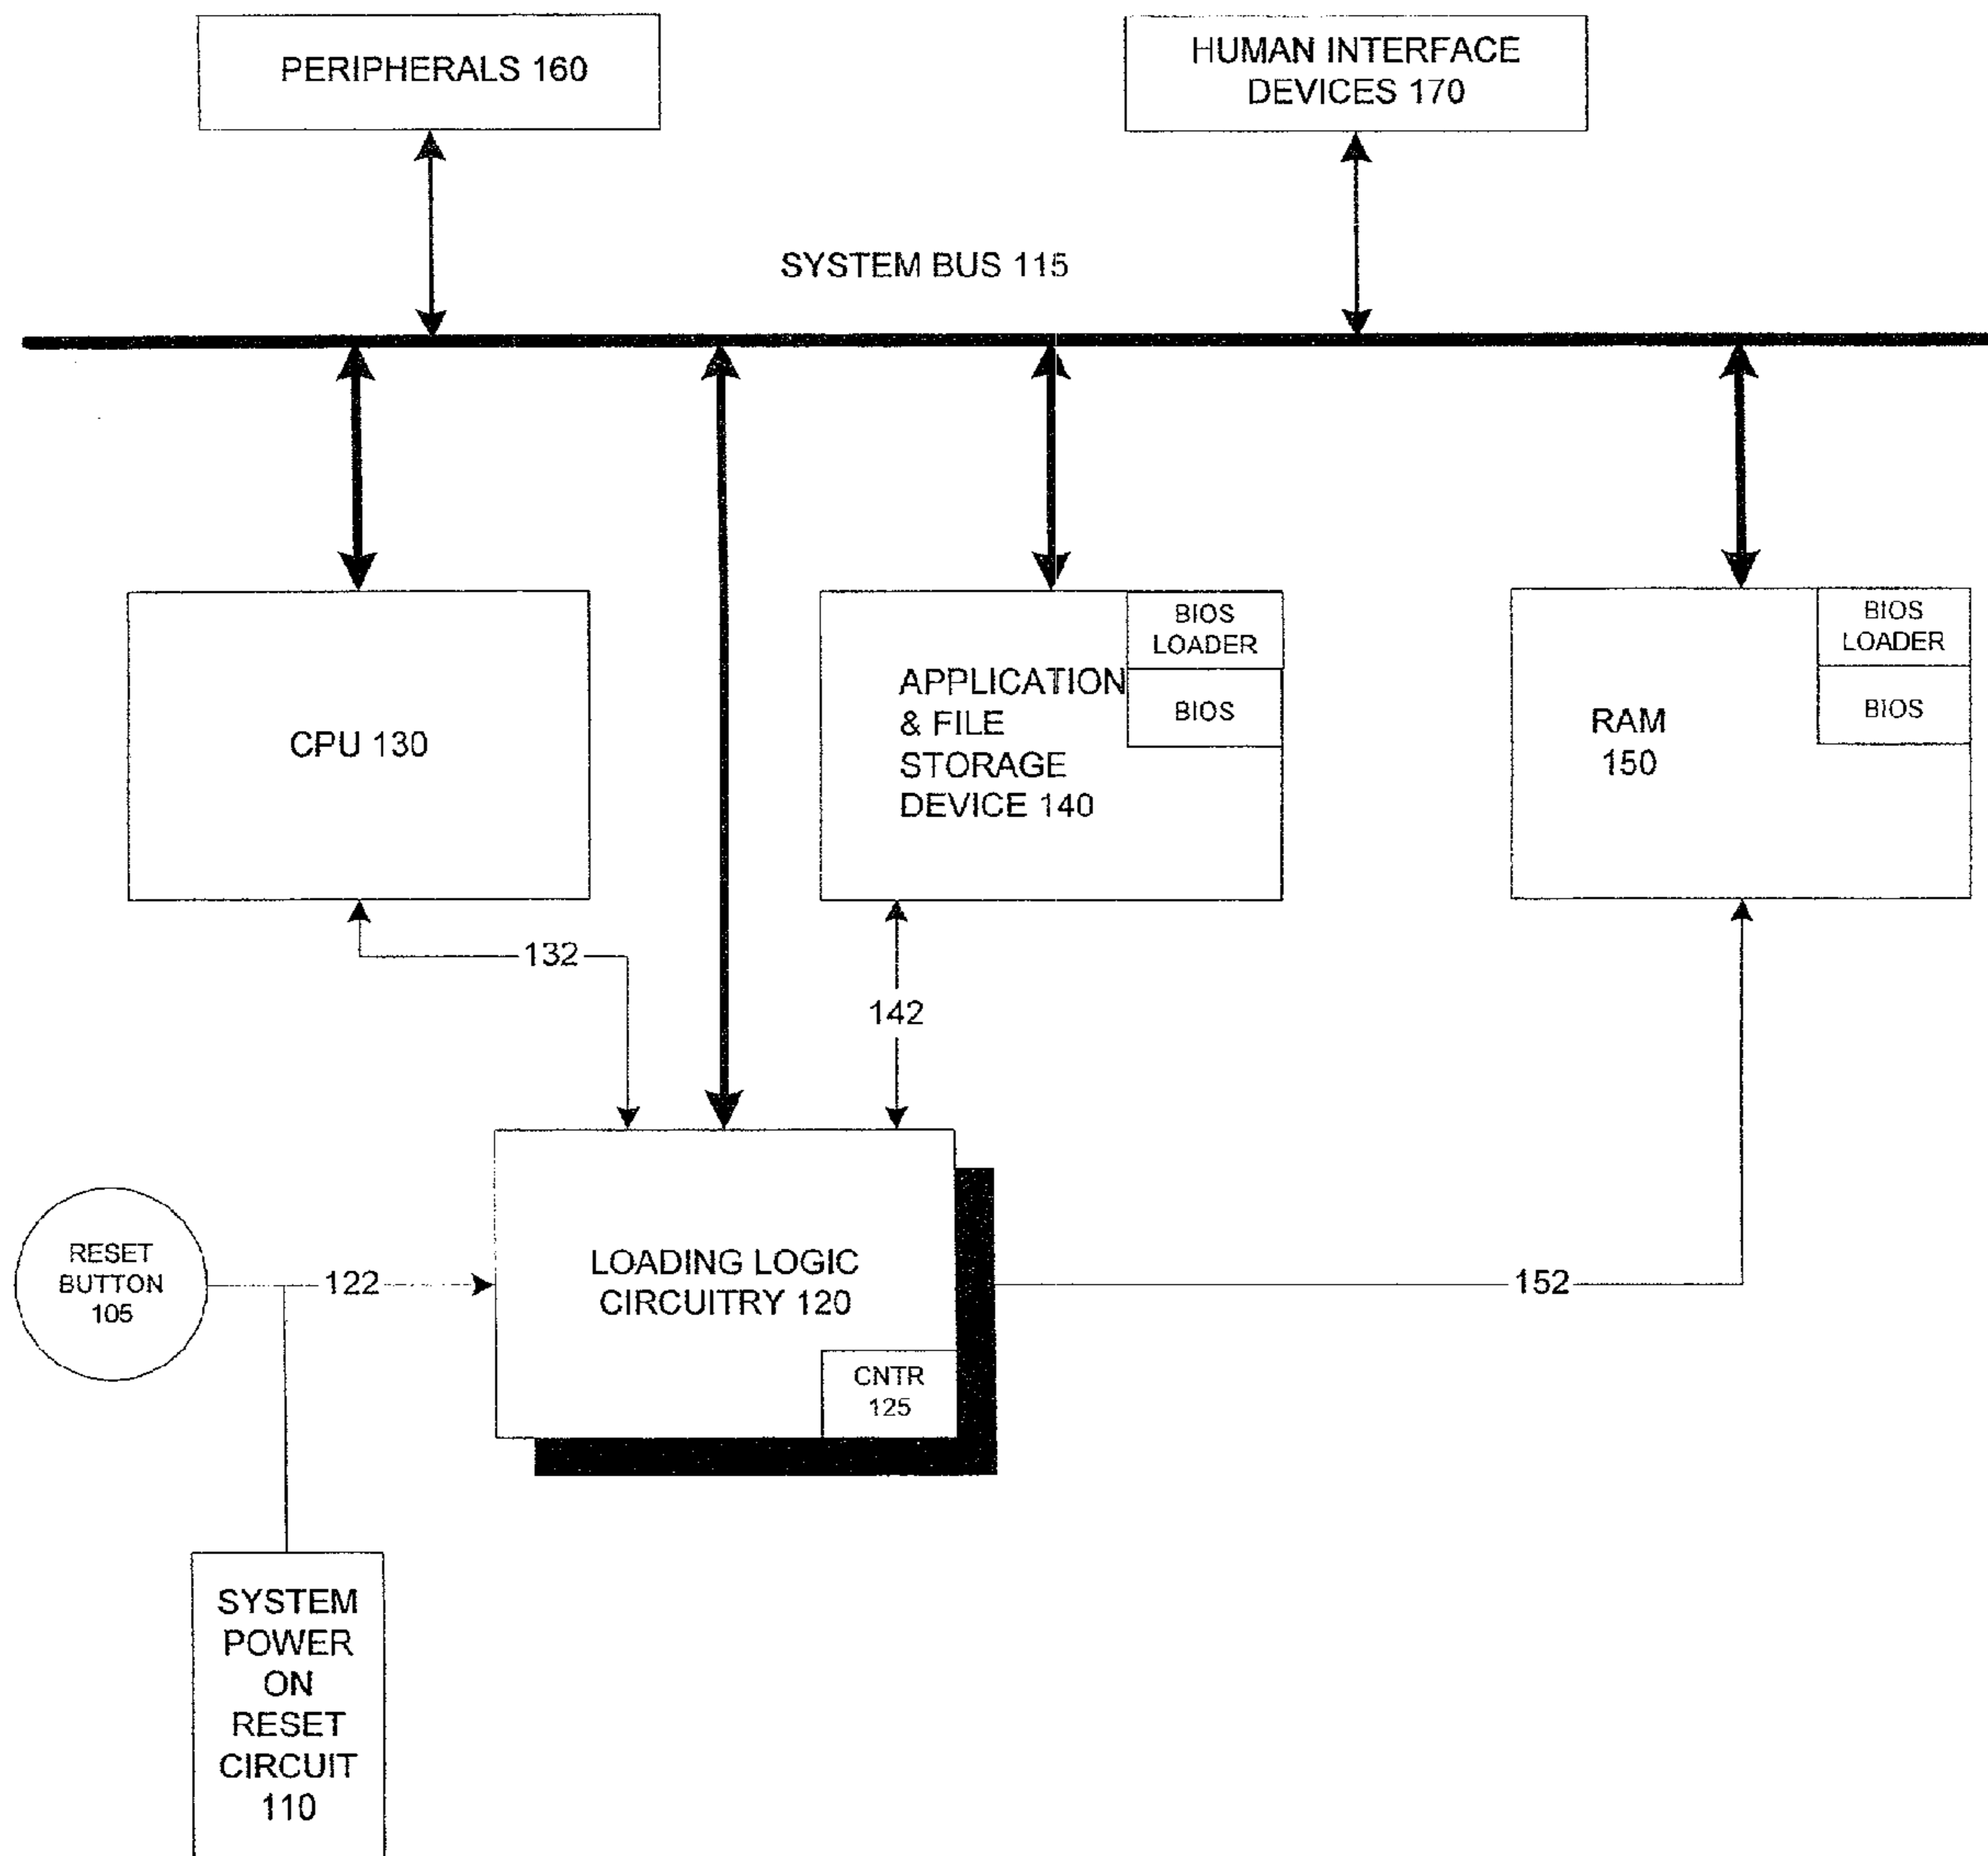 PERIPHERALS 160
HUMAN INTERFACE
DEVICES 170
SYSTEM BUS 115
CPU 130
APPLICATION
& FILE
STORAGE
DEVICE 140
BIOS
LOADER
BIOS
RAM
150
BIOS
LOADER
BIOS
132
142
RESET
BUTTON
105
122
LOADING LOGIC
CIRCUITRY 120
CNTR
125
152
SYSTEM
POWER
ON
RESET
CIRCUIT
110